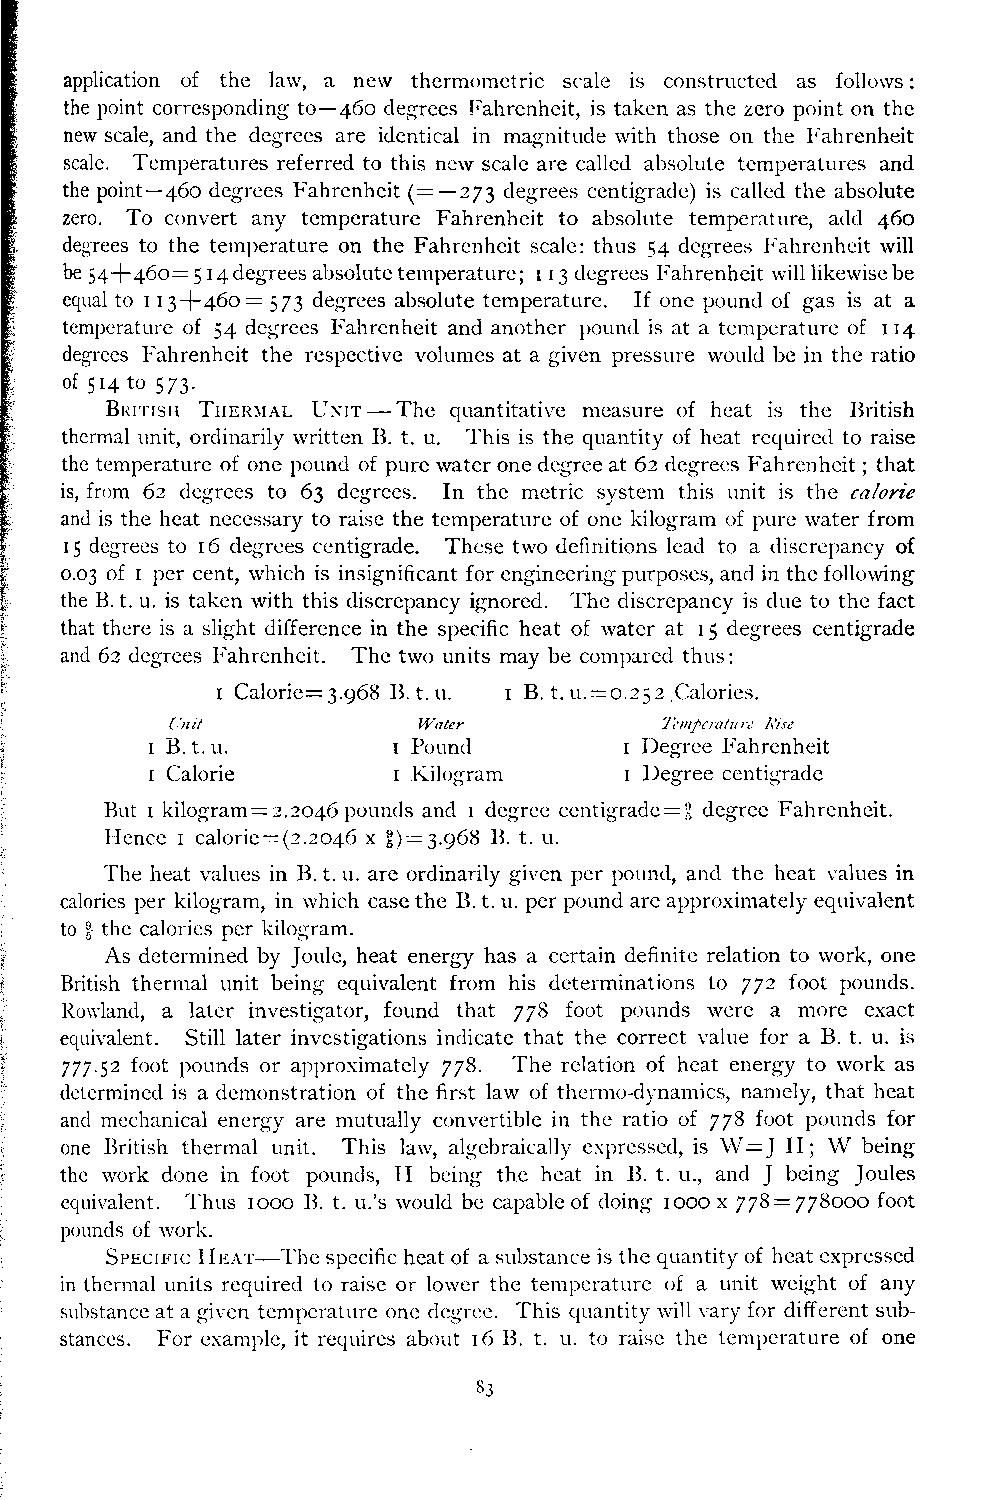 application of the law, a new thermometric scale is constructed as follows:
the point corresponding to—460 degrees Fahrenheit, is taken as the zero point on the
new scale, and the degrees are identical in magnitude with those on the Fahrenheit
scale. Temperatures referred to this new scale are called absolute temperatures and
the point—460 degrees Fahrenheit (= —273 degrees centigrade) is called the absolute
zero. To convert any temperature Fahrenheit to absolute temperature, add 460
degrees to the temperature on the Fahrenheit scale: thus 54 degrees Fahrenheit will
be 54+460=514 degrees absolute temperature; 113 degrees Fahrenheit will likewise be
equal to 113+460=573 degrees absolute temperature. If one pound of gas is at a
temperature of 54 degrees Fahrenheit and another pound is at a temperature of 114
degrees Fahrenheit the respective volumes at a given pressure would be in the ratio
of 514 to 573.
BRITISH THERMAL UNIT—The quantitative measure of heat is the British
thermal unit, ordinarily written B. t. u. This is the quantity of heat required to raise
the temperature of one pound of pure water one degree at 62 degrees Fahrenheit; that
is, from 62 degrees to 63 degrees. In the metric system this unit is the calorie
and is the heat necessary to raise the temperature of one kilogram of pure water from
15 degrees to 16 degrees centigrade. These two definitions lead to a discrepancy of
0.03 of 1 per cent, which is insignificant for engineering purposes, and in the following
the B. t. u. is taken with this discrepancy ignored. The discrepancy is due to the fact
that there is a slight difference in the specific heat of water at 15 degrees centigrade
and 62 degrees Fahrenheit. The two units may be compared thus:
1 Calorie=3.968 B. t. u. 1 B. t. u.=0.252 Calories.
Unit Water Temperature Rise
1 B. t. u. 1 Pound 1 Degree Fahrenheit
1 Calorie 1 Kilogram 1 Degree centigrade
But 1 kilogram=2.2046 pounds and 1 degree centigrade=9/5 degree Fahrenheit.
Hence 1 calorie=(2.2046 x 9/5)=3.968 B. t. u.
The heat values in B. t. u. are ordinarily given per pound, and the heat values in
calories per kilogram, in which case the B. t. u. per pound are approximately equivalent
to 9/5 the calories per kilogram.
As determined by Joule, heat energy has a certain definite relation to work, one
British thermal unit being equivalent from his determinations to 772 foot pounds.
Rowland, a later investigator, found that 778 foot pounds were a more exact
equivalent. Still later investigations indicate that the correct value for a B. t. u. is
777.52 foot pounds or approximately 778. The relation of heat energy to work as
determined is a demonstration of the first law of thermo-dynamics, namely, that heat
and mechanical energy are mutually convertible in the ratio of 778 foot pounds for
one British thermal unit. This law, algebraically expressed, is W=J H; W being
the work done in foot pounds, H being the heat in B. t. u., and J being Joules
equivalent. Thus 1000 B. t. u.'s would be capable of doing 1000 x 778=778000 foot
pounds of work.
SPECIFIC HEAT—The specific heat of a substance is the quantity of heat expressed
in thermal units required to raise or lower the temperature of a unit weight of any
substance at a given temperature one degree. This quantity will vary for different sub-
stances. For example, it requires about 16 B. t. u. to raise the temperature of one
83